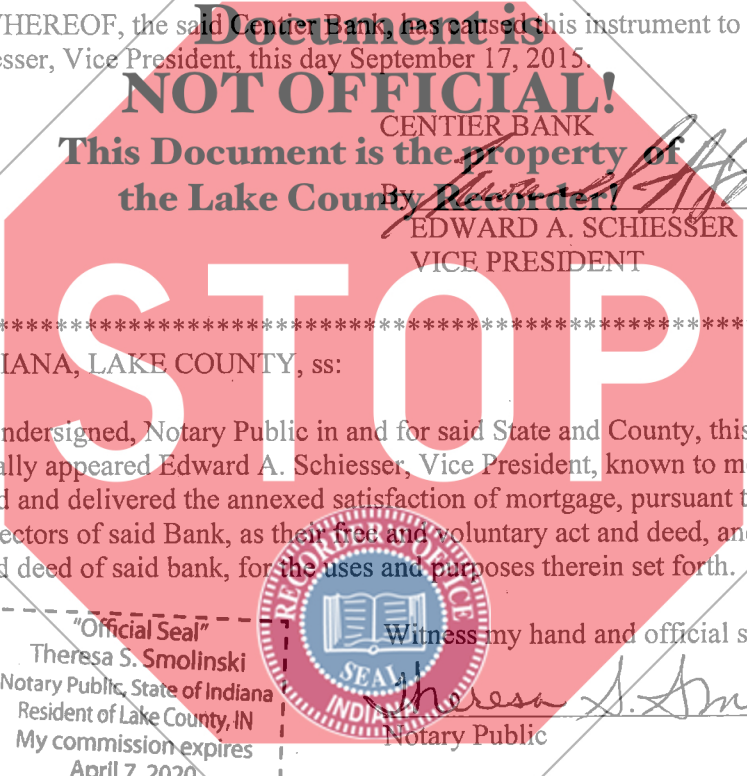 WHEREOF, the said Centier Bank, has caused this instrument to
Document is
esser, Vice President, this day September 17, 2015.
NOT OFFICIAL!
CENTIER BANK
This Document is the property of
the Lake County Recorder!
By
EDWARD A. SCHIESSER
VICE PRESIDENT
STOP
IANA, LAKE COUNTY, ss:
ndersigned, Notary Public in and for said State and County, this
ally appeared Edward A. Schiesser, Vice President, known to m
d and delivered the annexed satisfaction of mortgage, pursuant t
ectors of said Bank, as their free and voluntary act and deed, and
d deed of said bank, for the uses and purposes therein set forth.
RECORDER'S OFFICE
SEAL
INDIANA
"Official Seal"
Theresa S. Smolinski
Notary Public, State of Indiana
Resident of Lake County, IN
My commission expires
April 7, 2020
Witness my hand and official s
Theresa S. Sm
Notary Public